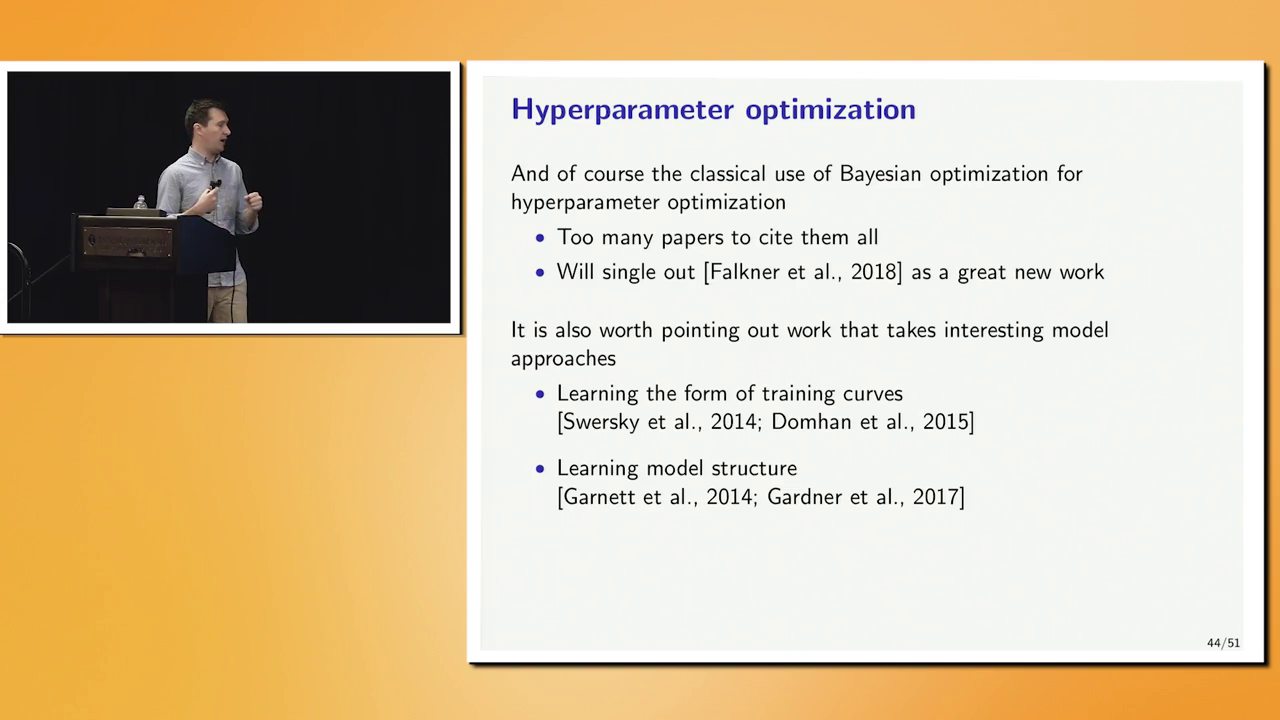 Hyperparameter optimization
And of course the classical use of Bayesian optimization for
hyperparameter optimization
• Too many papers to cite them all
• Will single out [Falkner et al., 2018] as a great new work
It is also worth pointing out work that takes interesting model
approaches
• Learning the form of training curves
[Swersky et al., 2014; Domhan et al., 2015]
• Learning model structure
[Garnett et al., 2014; Gardner et al., 2017]
44/51